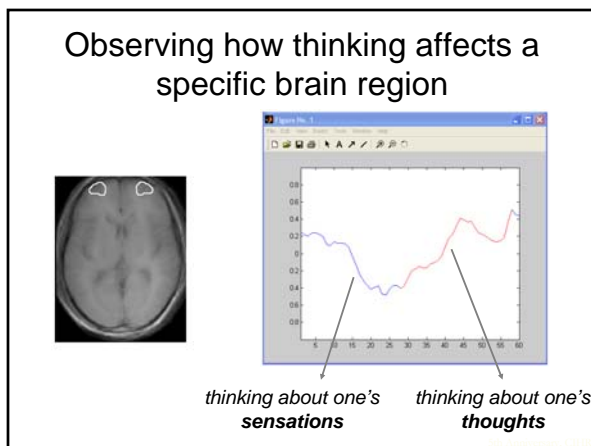 Observing how thinking affects a
specific brain region
Figure No. 1
File Edit View Insert Tools Window Help
0.8
0.6
0.4
0.2
0
0.2
0.4
0.6
0.8
5 10 15 20 25 30 35 40 45 50 55 60
thinking about one's
sensations
thinking about one's
thoughts